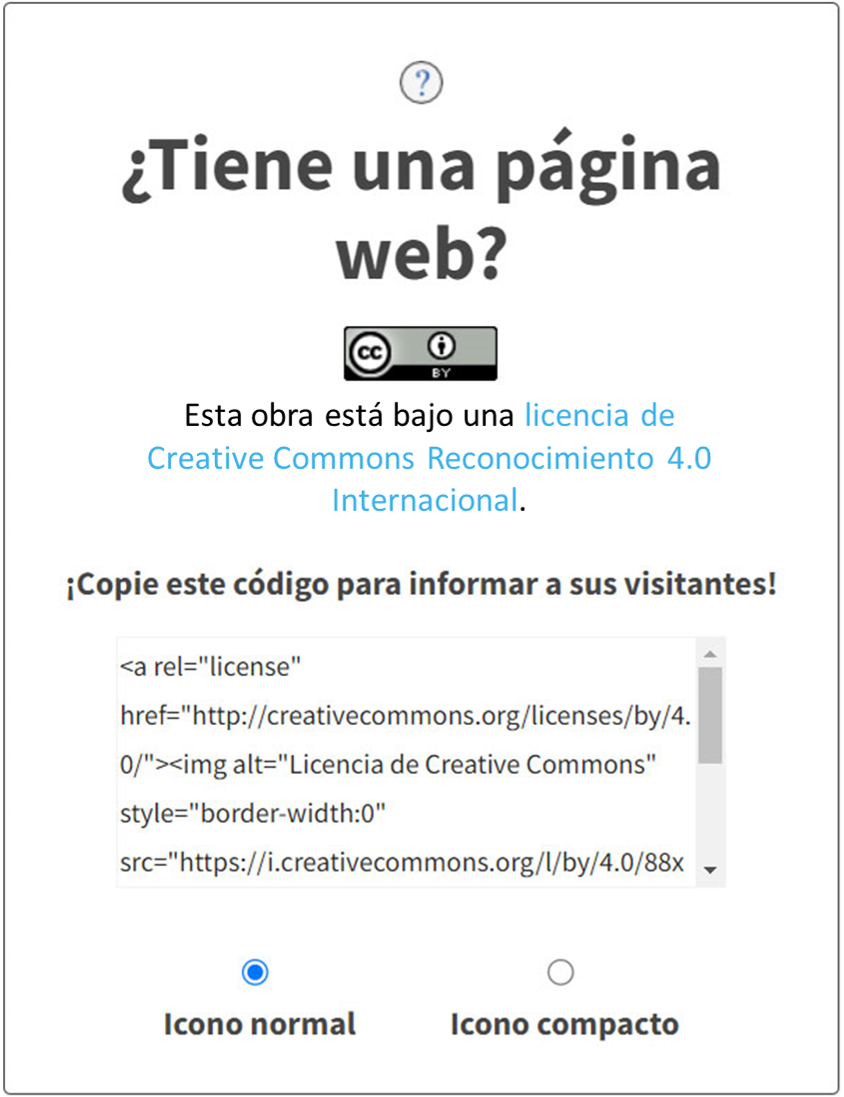 ?
¿Tiene una página
web?
cc BY
Esta obra está bajo una licencia de
Creative Commons Reconocimiento 4.0
Internacional.
¡Copie este código para informar a sus visitantes!
<a rel="license"
href="http://creativecommons.org/licenses/by/4.
0/"><img alt="Licencia de Creative Commons"
style="border-width:0"
src="https://i.creativecommons.org/l/by/4.0/88x
Icono normal Icono compacto